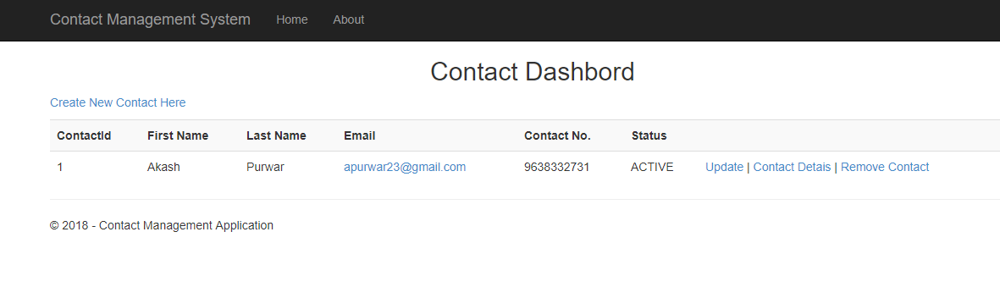 Contact Management System Home About
Contact Dashbord
Create New Contact Here
ContactId First Name Last Name Email Contact No. Status
1 Akash Purwar apurwar23@gmail.com 9638332731 ACTIVE Update | Contact Detais | Remove Contact
© 2018 - Contact Management Application